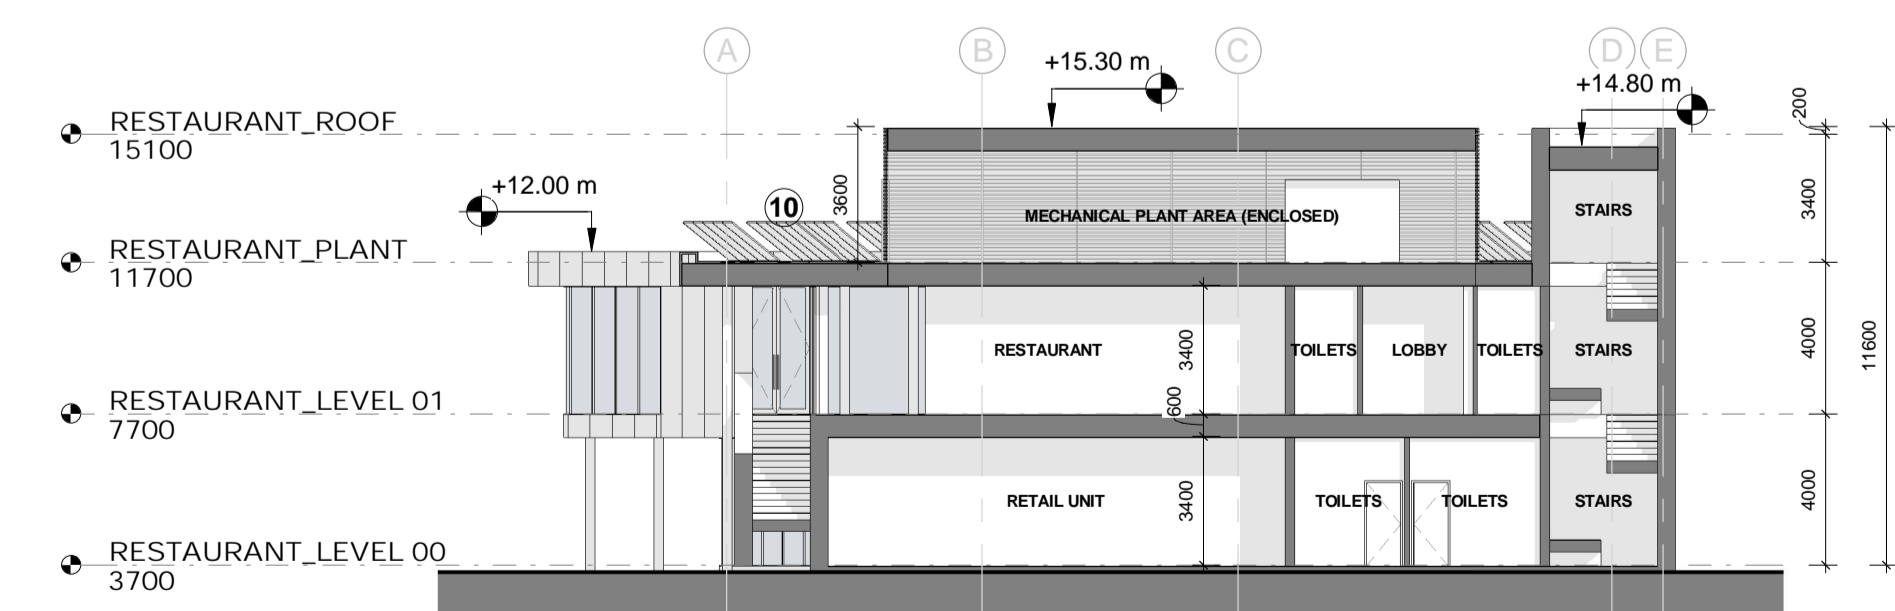 A
B
C
D
E
+15.30 m
+14.80 m
200
RESTAURANT_ROOF
15100
+12.00 m
10
3600
3400
MECHANICAL PLANT AREA (ENCLOSED)
STAIRS
RESTAURANT_PLANT
11700
RESTAURANT
3400
TOILETS
LOBBY
TOILETS
STAIRS
4000
11600
RESTAURANT_LEVEL 01
7700
600
RETAIL UNIT
3400
TOILETS
TOILETS
STAIRS
4000
RESTAURANT_LEVEL 00
3700